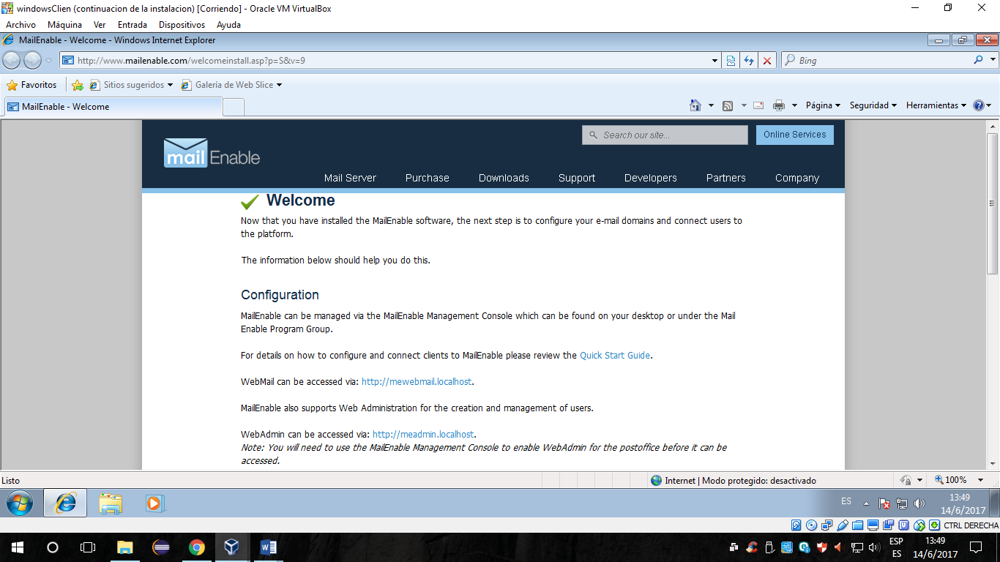 windowsClien (continuacion de la instalacion) [Corriendo] - Oracle VM VirtualBox
Archivo Máquina Ver Entrada Dispositivos Ayuda
MailEnable - Welcome - Windows Internet Explorer
http://www.mailenable.com/welcomeinstall.asp?p=S&v=9
Bing
Favoritos Sitios sugeridos Galería de Web Slice
MailEnable - Welcome
Página Seguridad Herramientas
Search our site...
Online Services
mail Enable
Mail Server Purchase Downloads Support Developers Partners Company
Welcome
Now that you have installed the MailEnable software, the next step is to configure your e-mail domains and connect users to
the platform.
The information below should help you do this.
Configuration
MailEnable can be managed via the MailEnable Management Console which can be found on your desktop or under the Mail
Enable Program Group.
For details on how to configure and connect clients to MailEnable please review the Quick Start Guide.
WebMail can be accessed via: http://mewebmail.localhost.
MailEnable also supports Web Administration for the creation and management of users.
WebAdmin can be accessed via: http://meadmin.localhost.
Note: You will need to use the MailEnable Management Console to enable WebAdmin for the postoffice before it can be
accessed.
Listo
Internet | Modo protegido: desactivado
100%
ES
13:49
14/6/2017
CTRL DERECHA
ESP
ES
13:49
14/6/2017